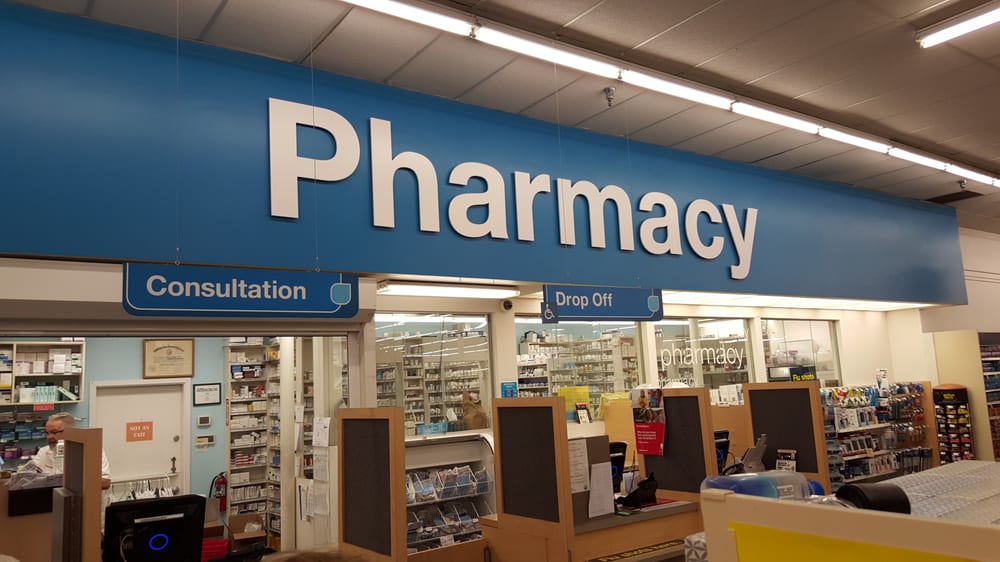 Pharmacy
Consultation
Drop Off
pharmacy
Flu shots
NOT AN
EXIT